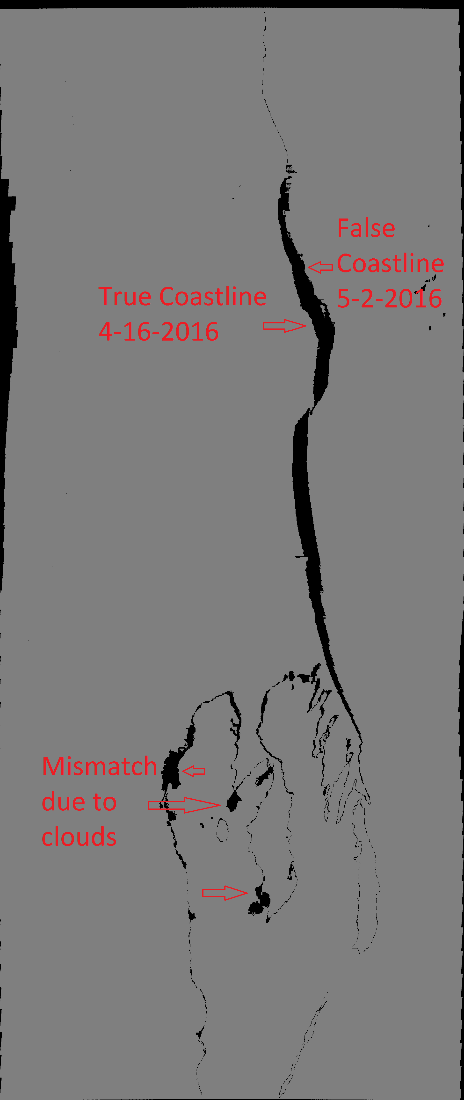 False
Coastline
5-2-2016
True Coastline
4-16-2016
Mismatch
due to
clouds